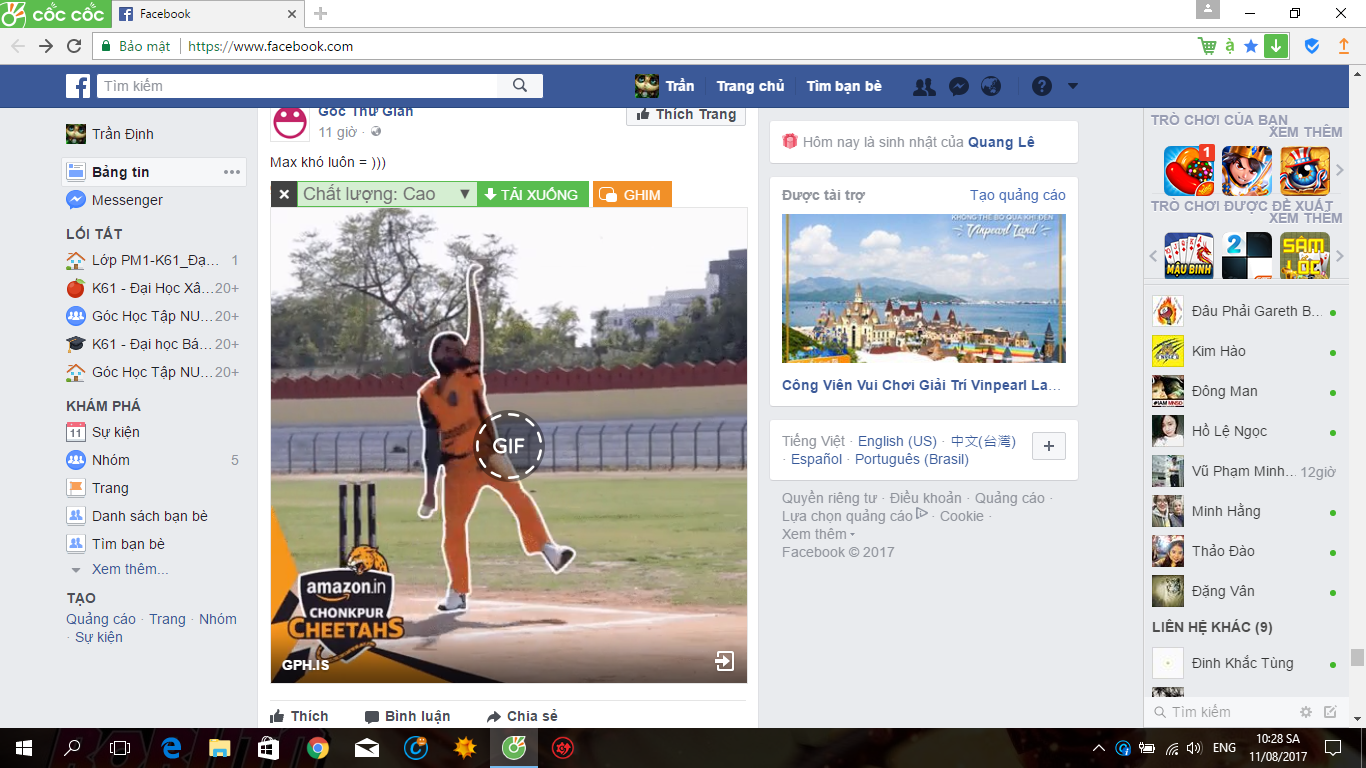 cốc cốc
Facebook
Bảo mật
https://www.facebook.com
Tìm kiếm
Trần
Trang chủ
Tìm bạn bè
Trần Định
Bảng tin
Messenger
LỐI TẮT
Lớp PM1-K61_Đạ... 1
K61 - Đại Học Xâ... 20+
Góc Học Tập NU... 20+
K61 - Đại học Bá... 20+
Góc Học Tập NU... 20+
KHÁM PHÁ
11 Sự kiện
Nhóm 5
Trang
Danh sách bạn bè
Tìm bạn bè
Xem thêm...
TẠO
Quảng cáo · Trang · Nhóm
· Sự kiện
Góc Thư Giãn
11 giờ ·
Thích Trang
Max khó luôn = )))
Chất lượng: Cao
TẢI XUỐNG
GHIM
GIF
amazon.in
CHONKPUR
CHEETAHS
GPH.IS
Thích
Bình luận
Chia sẻ
Hôm nay là sinh nhật của Quang Lê
Được tài trợ
Tạo quảng cáo
KHÔNG THỂ BỎ QUA KHI ĐẾN
Vinpearl Land
Công Viên Vui Chơi Giải Trí Vinpearl La...
Tiếng Việt · English (US) · 中文(台灣)
· Español · Português (Brasil)
Quyền riêng tư · Điều khoản · Quảng cáo ·
Lựa chọn quảng cáo · Cookie ·
Xem thêm
Facebook © 2017
TRÒ CHƠI CỦA BẠN
XEM THÊM
1
TRÒ CHƠI ĐƯỢC ĐỀ XUẤT
XEM THÊM
MẬU BINH
2
SÂM
LỐC
Đâu Phải Gareth B...
Kim Hào
Đông Man
Hồ Lệ Ngọc
Vũ Phạm Minh... 12giờ
Minh Hằng
Thảo Đào
Đặng Vân
LIÊN HỆ KHÁC (9)
Đinh Khắc Tùng
Tìm kiếm
ENG
10:28 SA
11/08/2017